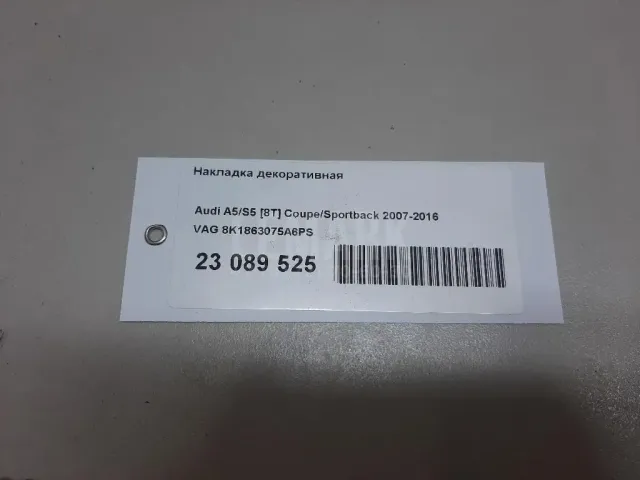 Накладка декоративная
Audi A5/S5 [8T] Coupe/Sportback 2007-2016
VAG 8K1863075A6PS
23 089 525